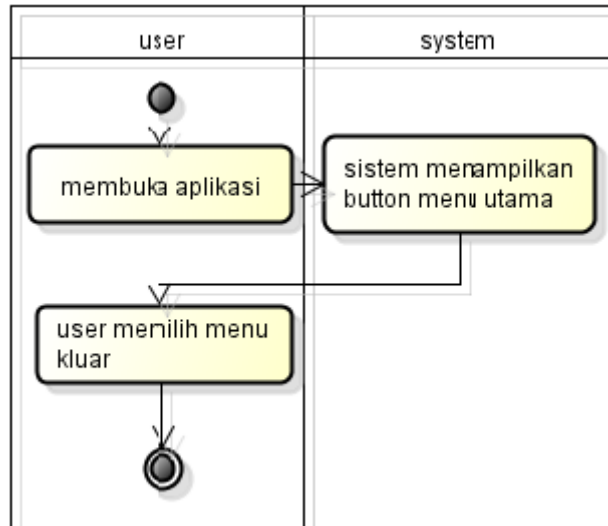 user
system
membuka aplikasi
sistem menampilkan
button menu utama
user memilih menu
kluar